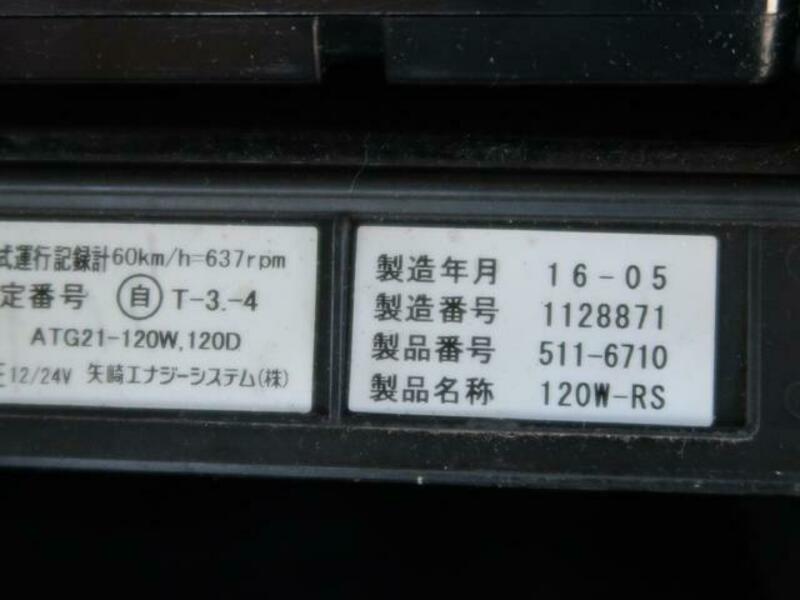 式運行記録計60km/h=637rpm
定番号 ㊀自 T-3.-4
ATG21-120W,120D
12/24V 矢崎エナジーシステム(株)
製造年月 16-05
製造番号 1128871
製品番号 511-6710
製品名称 120W-RS